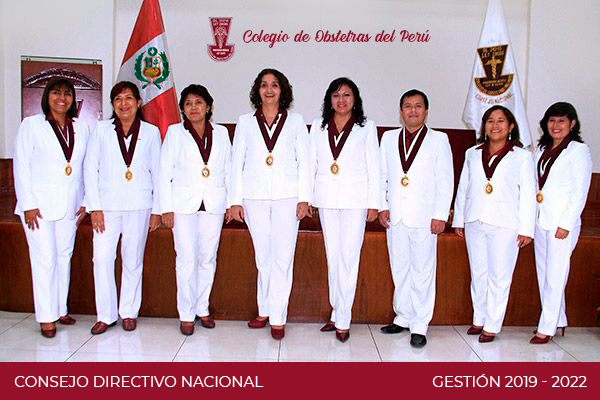 Colegio de Obstetras del Perú
CONSEJO DIRECTIVO NACIONAL
GESTIÓN 2019 - 2022